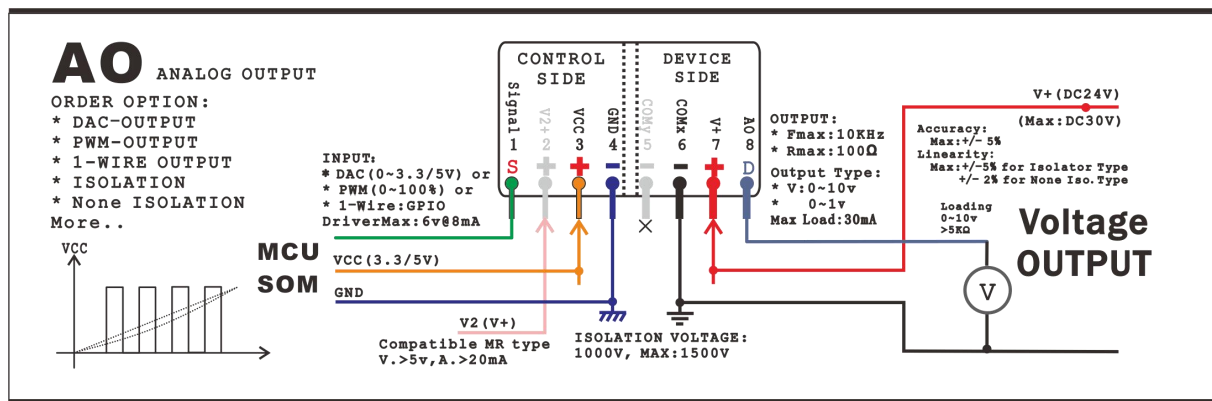 AO ANALOG OUTPUT
ORDER OPTION:
* DAC-OUTPUT
* PWM-OUTPUT
* 1-WIRE OUTPUT
* ISOLATION
* None ISOLATION
More..
VCC
INPUT:
* DAC(0~3.3/5V) or
* PWM(0~100%) or
* 1-Wire:GPIO
DriverMax:6v@8mA
MCU
SOM
VCC(3.3/5V)
GND
V2(V+)
Compatible MR type
V.>5v,A.>20mA
CONTROL
SIDE
DEVICE
SIDE
Signal 1
V2+ 2
VCC 3
GND 4
COMy 5
COMx 6
V+ 7
AO 8
S
+
+
-
-
-
+
D
ISOLATION VOLTAGE:
1000V, MAX:1500V
OUTPUT:
* Fmax:10KHz
* Rmax:100Ω
Output Type:
* V:0~10v
* 0~1v
Max Load:30mA
V+(DC24V)
(Max:DC30V)
Accuracy:
Max:+/-5%
Linearity:
Max:+/-5% for Isolator Type
+/-2% for None Iso.Type
Loading
0~10v
>5KΩ
V
Voltage
OUTPUT